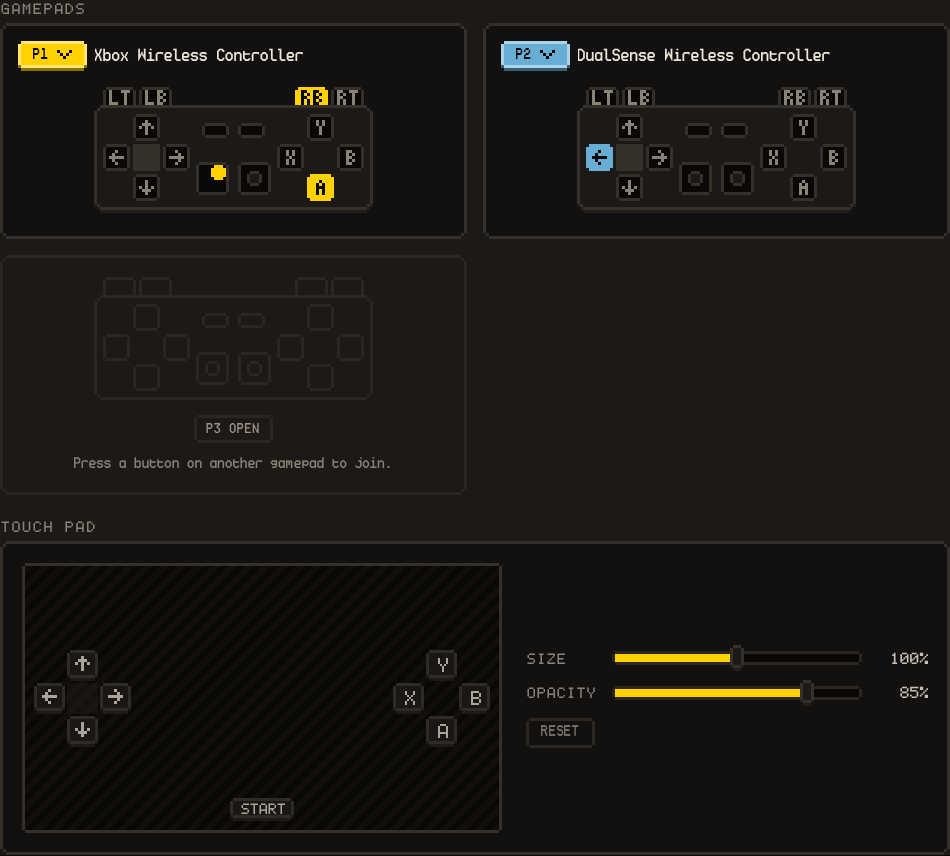 GAMEPADS
P1 Xbox Wireless Controller
LT LB RB RT
Y
X B
A
P2 DualSense Wireless Controller
LT LB RB RT
Y
X B
A
P3 OPEN
Press a button on another gamepad to join.
TOUCH PAD
Y
X B
A
START
SIZE 100%
OPACITY 85%
RESET